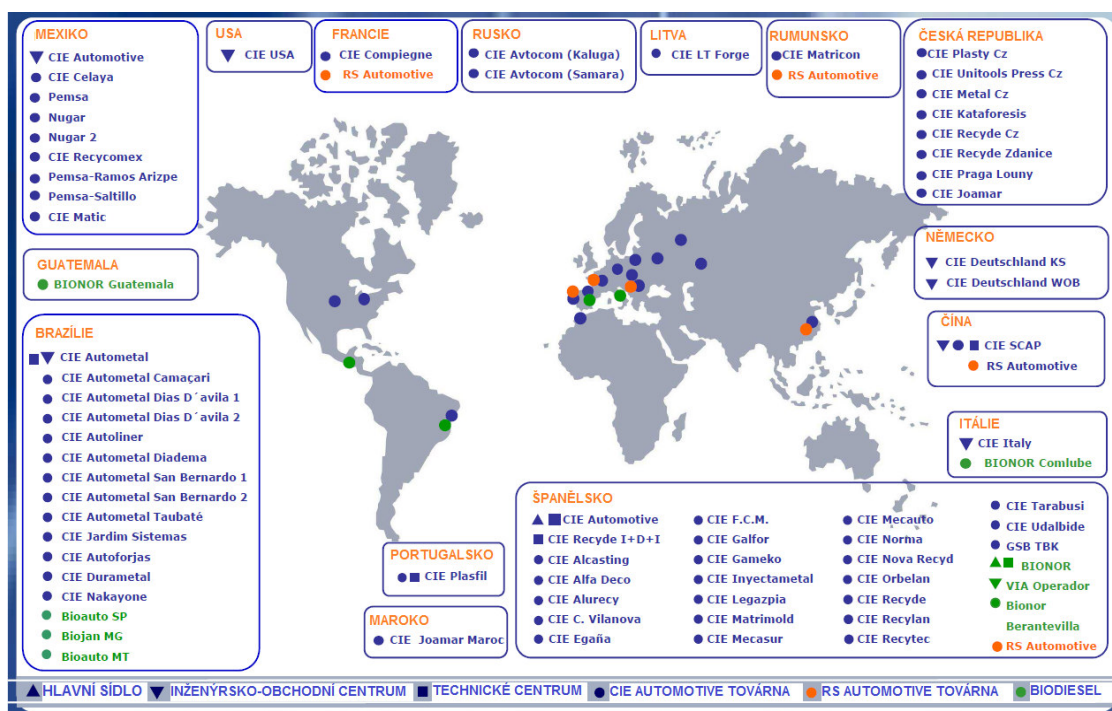 MEXIKO
CIE Automotive
CIE Celaya
Pemsa
Nugar
Nugar 2
CIE Recycomex
Pemsa-Ramos Arizpe
Pemsa-Saltillo
CIE Matic
USA
CIE USA
FRANCIE
CIE Compiegne
RS Automotive
RUSKO
CIE Avtocom (Kaluga)
CIE Avtocom (Samara)
LITVA
CIE LT Forge
RUMUNSKO
CIE Matricon
RS Automotive
ČESKÁ REPUBLIKA
CIE Plasty Cz
CIE Unitools Press Cz
CIE Metal Cz
CIE Kataforesis
CIE Recyde Cz
CIE Recyde Zdanice
CIE Praga Louny
CIE Joamar
GUATEMALA
BIONOR Guatemala
NĚMECKO
CIE Deutschland KS
CIE Deutschland WOB
BRAZÍLIE
CIE Autometal
CIE Autometal Camaçari
CIE Autometal Dias D´avila 1
CIE Autometal Dias D´avila 2
CIE Autoliner
CIE Autometal Diadema
CIE Autometal San Bernardo 1
CIE Autometal San Bernardo 2
CIE Autometal Taubaté
CIE Jardim Sistemas
CIE Autoforjas
CIE Durametal
CIE Nakayone
Bioauto SP
Biojan MG
Bioauto MT
ČÍNA
CIE SCAP
RS Automotive
ITÁLIE
CIE Italy
BIONOR Comlube
PORTUGALSKO
CIE Plasfil
MAROKO
CIE Joamar Maroc
ŠPANĚLSKO
CIE Automotive
CIE Recyde I+D+I
CIE Alcasting
CIE Alfa Deco
CIE Alurecy
CIE C. Vilanova
CIE Egaña
CIE F.C.M.
CIE Galfor
CIE Gameko
CIE Inyectametal
CIE Legazpia
CIE Matrimold
CIE Mecasur
CIE Mecauto
CIE Norma
CIE Nova Recyd
CIE Orbelan
CIE Recyde
CIE Recylan
CIE Recytec
CIE Tarabusi
CIE Udalbide
GSB TBK
BIONOR
VIA Operador
Bionor
Berantevilla
RS Automotive
HLAVNÍ SÍDLO INŽENÝRSKO-OBCHODNÍ CENTRUM TECHNICKÉ CENTRUM CIE AUTOMOTIVE TOVÁRNA RS AUTOMOTIVE TOVÁRNA BIODIESEL